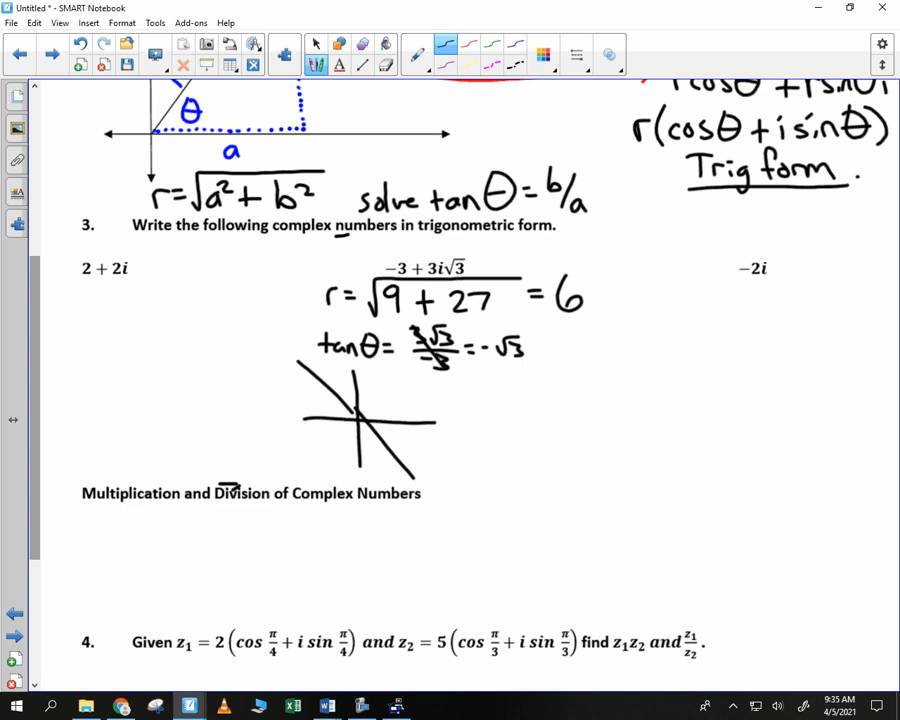 Untitled * - SMART Notebook
File Edit View Insert Format Tools Add-ons Help
θ
a
r(cosθ + i sinθ)
Trig form.
r = √a² + b² solve tan θ = b/a
3. Write the following complex numbers in trigonometric form.
2 + 2i −3 + 3i√3 −2i
r = √9 + 27 = 6
tanθ = 3√3/−3 = -√3
Multiplication and Division of Complex Numbers
4. Given z₁ = 2 (cos π/4 + i sin π/4) and z₂ = 5 (cos π/3 + i sin π/3) find z₁z₂ and z₁/z₂.
9:35 AM
4/5/2021